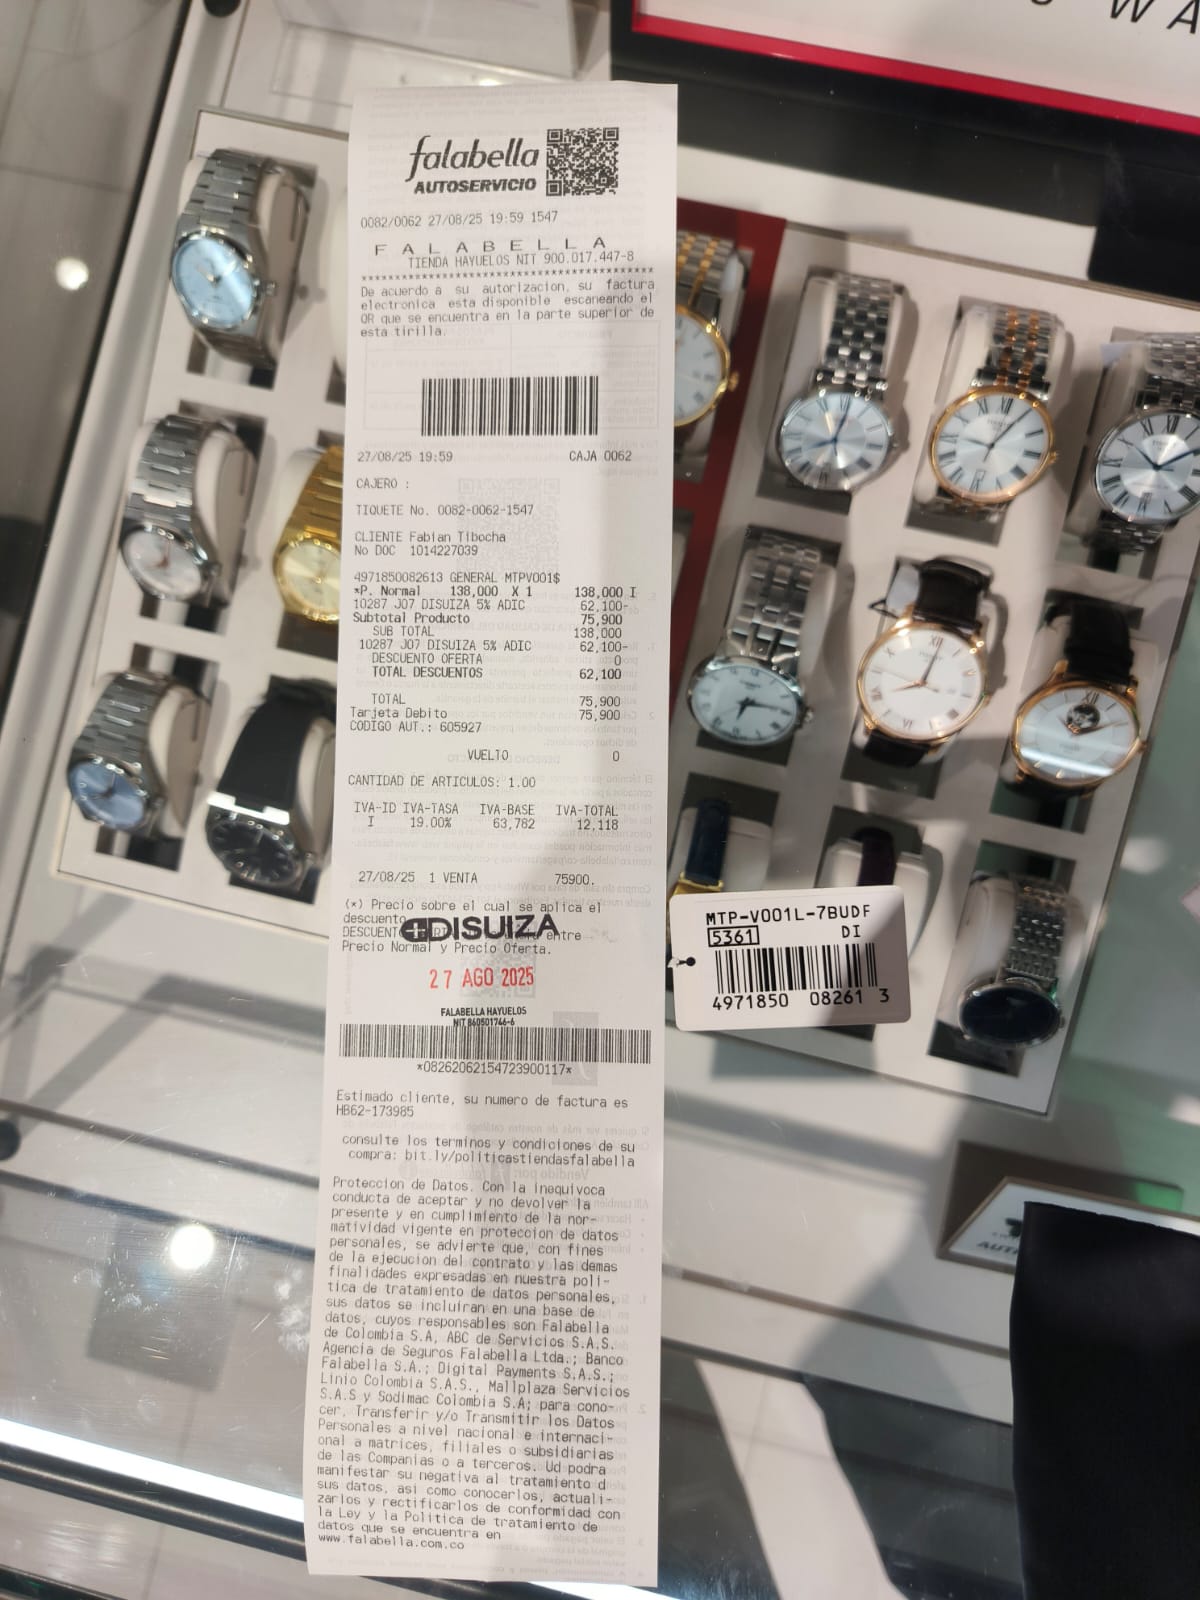 falabella
AUTOSERVICIO
0082/0062 27/08/25 19:59 1547
F A L A B E L L A
TIENDA HAYUELOS NIT 900.017.447-8
******************************************
De acuerdo a su autorizacion, su factura
electronica esta disponible escaneando el
QR que se encuentra en la parte superior de
esta tirilla.
27/08/25 19:59 CAJA 0062
CAJERO :
TIQUETE No. 0082-0062-1547
CLIENTE Fabian Tibocha
No DOC 1014227039
4971850082613 GENERAL MTPV001$
*P. Normal 138,000 X 1 138,000 I
10287 J07 DISUIZA 5% ADIC 62,100-
Subtotal Producto 75,900
SUB TOTAL 138,000
10287 J07 DISUIZA 5% ADIC 62,100-
DESCUENTO OFERTA 0
TOTAL DESCUENTOS 62,100
TOTAL 75,900
Tarjeta Debito 75,900
CODIGO AUT.: 605927
VUELTO 0
CANTIDAD DE ARTICULOS: 1.00
IVA-ID IVA-TASA IVA-BASE IVA-TOTAL
I 19.00% 63,782 12,118
27/08/25 1 VENTA 75900.
(*) Precio sobre el cual se aplica el
descuento
DISUIZA
DESCUENT entre
Precio Normal y Precio Oferta.
27 AGO 2025
FALABELLA HAYUELOS
NIT 860501746-6
*08262062154723900117*
Estimado cliente, su numero de factura es
HB62-173985
consulte los terminos y condiciones de su
compra: bit.ly/politicastiendasfalabella
Proteccion de Datos. Con la inequivoca
conducta de aceptar y no devolver la
presente y en cumplimiento de la nor-
matividad vigente en proteccion de datos
personales, se advierte que, con fines
de la ejecucion del contrato y las demas
finalidades expresadas en nuestra poli-
tica de tratamiento de datos personales,
sus datos se incluiran en una base de
datos, cuyos responsables son Falabella
de Colombia S.A, ABC de Servicios S.A.S.
Agencia de Seguros Falabella Ltda.; Banco
Falabella S.A.; Digital Payments S.A.S.;
Linio Colombia S.A.S., Mallplaza Servicios
S.A.S y Sodimac Colombia S.A; para cono-
cer, Transferir y/o Transmitir los Datos
Personales a nivel nacional e internaci-
onal a matrices, filiales o subsidiarias
de las Companias o a terceros. Ud podra
manifestar su negativa al tratamiento d
sus datos, asi como conocerlos, actuali-
zarlos y rectificarlos de conformidad con
la Ley y la Politica de tratamiento de
datos que se encuentra en
www.falabella.com.co
MTP-V001L-7BUDF
5361 DI
4971850 08261 3
WA
AUT